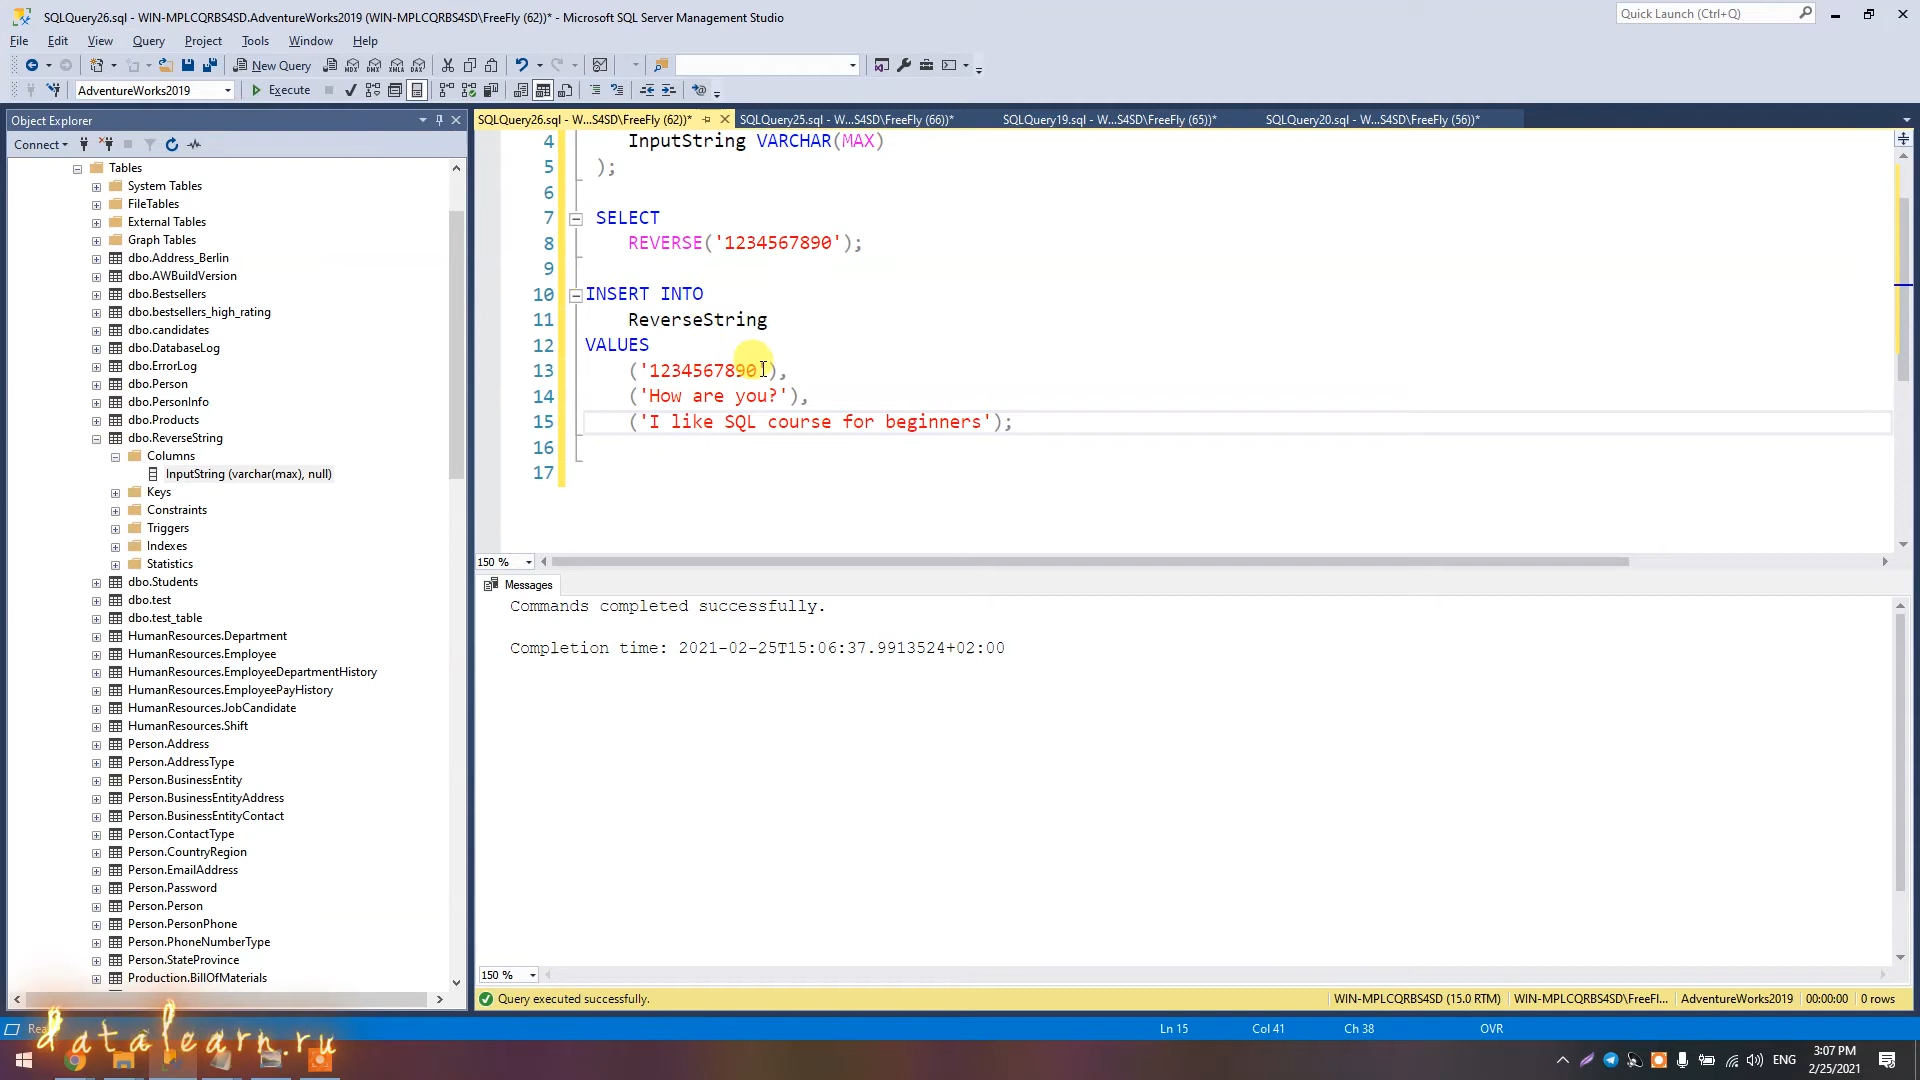 SQLQuery26.sql - WIN-MPLCQRBS4SD.AdventureWorks2019 (WIN-MPLCQRBS4SD\FreeFly (62))* - Microsoft SQL Server Management Studio
Quick Launch (Ctrl+Q)
File Edit View Query Project Tools Window Help
New Query
AdventureWorks2019 Execute
Object Explorer
SQLQuery26.sql - W...S4SD\FreeFly (62))* SQLQuery25.sql - W...S4SD\FreeFly (66))* SQLQuery19.sql - W...S4SD\FreeFly (65))* SQLQuery20.sql - W...S4SD\FreeFly (56))*
Connect
Tables
System Tables
FileTables
External Tables
Graph Tables
dbo.Address_Berlin
dbo.AWBuildVersion
dbo.Bestsellers
dbo.bestsellers_high_rating
dbo.candidates
dbo.DatabaseLog
dbo.ErrorLog
dbo.Person
dbo.PersonInfo
dbo.Products
dbo.ReverseString
Columns
InputString (varchar(max), null)
Keys
Constraints
Triggers
Indexes
Statistics
dbo.Students
dbo.test
dbo.test_table
HumanResources.Department
HumanResources.Employee
HumanResources.EmployeeDepartmentHistory
HumanResources.EmployeePayHistory
HumanResources.JobCandidate
HumanResources.Shift
Person.Address
Person.AddressType
Person.BusinessEntity
Person.BusinessEntityAddress
Person.BusinessEntityContact
Person.ContactType
Person.CountryRegion
Person.EmailAddress
Person.Password
Person.Person
Person.PersonPhone
Person.PhoneNumberType
Person.StateProvince
Production.BillOfMaterials
4 InputString VARCHAR(MAX)
5 );
6
7 SELECT
8 REVERSE('1234567890');
9
10 INSERT INTO
11 ReverseString
12 VALUES
13 ('1234567890'),
14 ('How are you?'),
15 ('I like SQL course for beginners');
16
17
150 %
Messages
Commands completed successfully.
Completion time: 2021-02-25T15:06:37.9913524+02:00
150 %
Query executed successfully. WIN-MPLCQRBS4SD (15.0 RTM) WIN-MPLCQRBS4SD\FreeFl... AdventureWorks2019 00:00:00 0 rows
Ln 15 Col 41 Ch 38 OVR
datalearn.ru
ENG 3:07 PM
2/25/2021